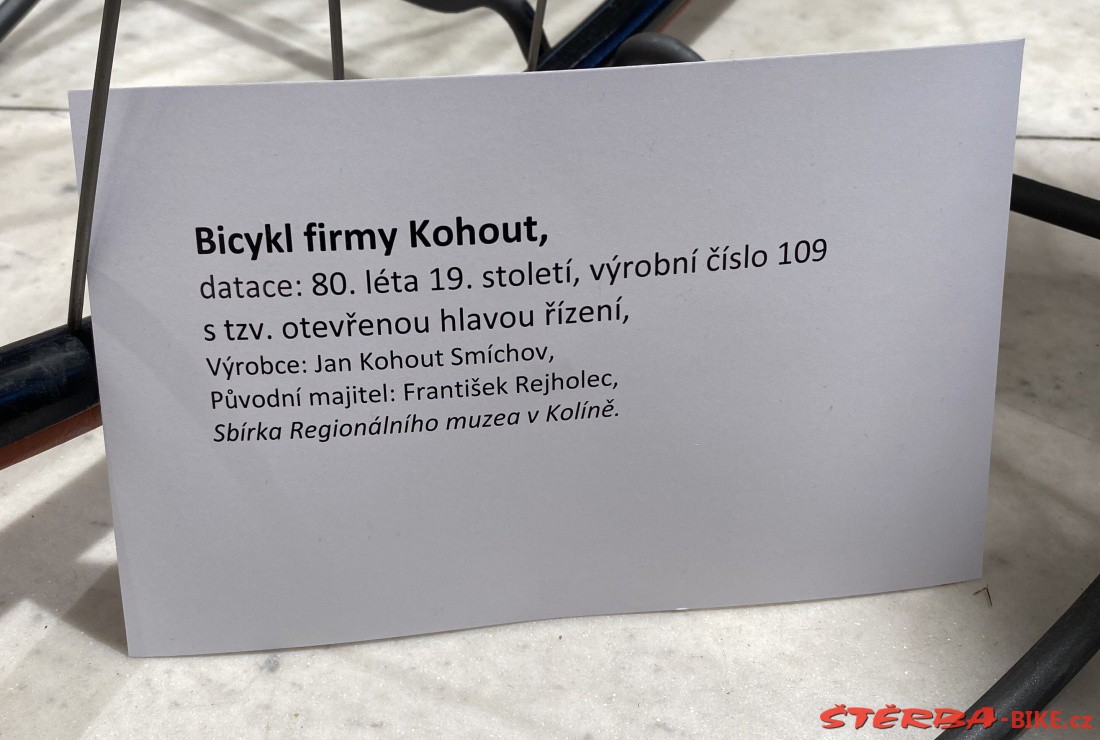 Bicykl firmy Kohout,
datace: 80. léta 19. století, výrobní číslo 109
s tzv. otevřenou hlavou řízení,
Výrobce: Jan Kohout Smíchov,
Původní majitel: František Rejholec,
Sbírka Regionálního muzea v Kolíně.
ŠTĚRBA-BIKE.cz